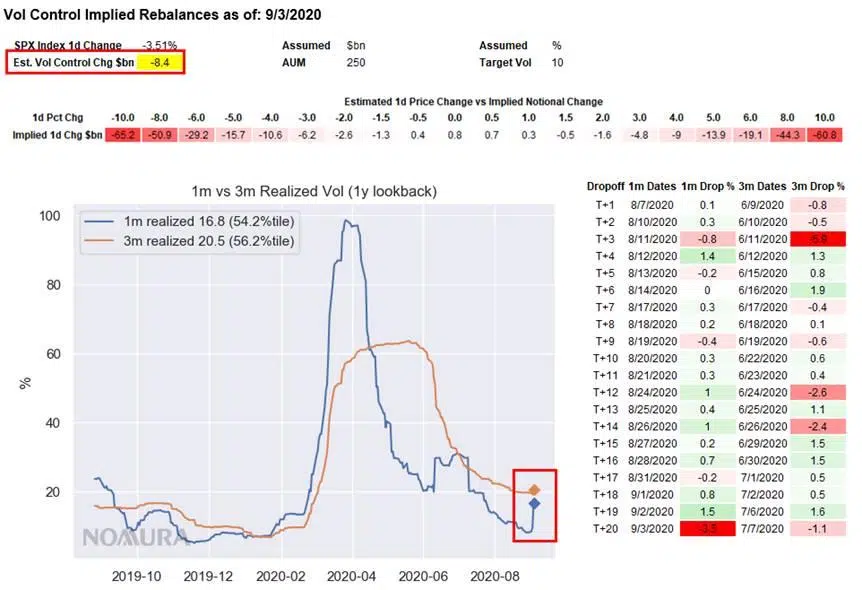 Vol Control Implied Rebalances as of: 9/3/2020
SPX Index 1d Change -3.51% Assumed $bn Assumed %
Est. Vol Control Chg $bn -8.4 AUM 250 Target Vol 10
Estimated 1d Price Change vs Implied Notional Change
1d Pct Chg -10.0 -8.0 -6.0 -5.0 -4.0 -3.0 -2.0 -1.5 -0.5 0.0 0.5 1.0 1.5 2.0 3.0 4.0 5.0 6.0 8.0 10.0
Implied 1d Chg $bn -65.2 -50.9 -29.2 -15.7 -10.6 -6.2 -2.6 -1.3 0.4 0.8 0.7 0.3 -0.5 -1.6 -4.8 -9 -13.9 -19.1 -44.3 -60.8
1m vs 3m Realized Vol (1y lookback)
1m realized 16.8 (54.2%tile)
3m realized 20.5 (56.2%tile)
100
80
60
%
40
20
NOMURA
2019-10 2019-12 2020-02 2020-04 2020-06 2020-08
Dropoff 1m Dates 1m Drop % 3m Dates 3m Drop %
T+1 8/7/2020 0.1 6/9/2020 -0.8
T+2 8/10/2020 0.3 6/10/2020 -0.5
T+3 8/11/2020 -0.8 6/11/2020 -5.9
T+4 8/12/2020 1.4 6/12/2020 1.3
T+5 8/13/2020 -0.2 6/15/2020 0.8
T+6 8/14/2020 0 6/16/2020 1.9
T+7 8/17/2020 0.3 6/17/2020 -0.4
T+8 8/18/2020 0.2 6/18/2020 0.1
T+9 8/19/2020 -0.4 6/19/2020 -0.6
T+10 8/20/2020 0.3 6/22/2020 0.6
T+11 8/21/2020 0.3 6/23/2020 0.4
T+12 8/24/2020 1 6/24/2020 -2.6
T+13 8/25/2020 0.4 6/25/2020 1.1
T+14 8/26/2020 1 6/26/2020 -2.4
T+15 8/27/2020 0.2 6/29/2020 1.5
T+16 8/28/2020 0.7 6/30/2020 1.5
T+17 8/31/2020 -0.2 7/1/2020 0.5
T+18 9/1/2020 0.8 7/2/2020 0.5
T+19 9/2/2020 1.5 7/6/2020 1.6
T+20 9/3/2020 -3.5 7/7/2020 -1.1